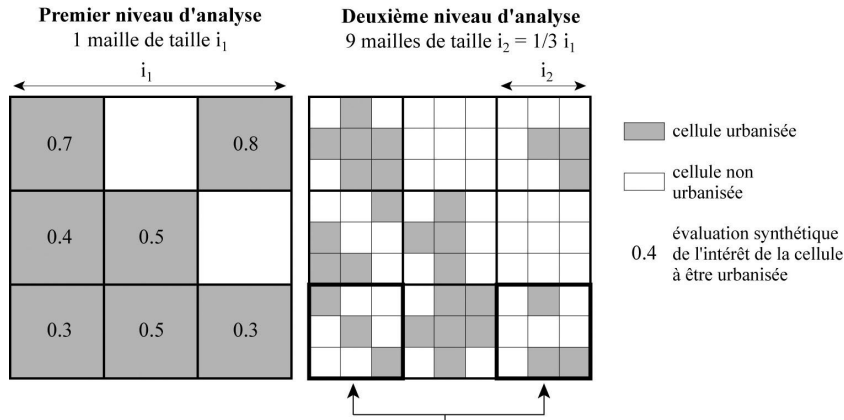 Premier niveau d'analyse
1 maille de taille i₁
i₁
0.7
0.8
0.4
0.5
0.3
0.5
0.3
Deuxième niveau d'analyse
9 mailles de taille i₂ = 1/3 i₁
i₂
cellule urbanisée
cellule non
urbanisée
0.4
évaluation synthétique
de l'intérêt de la cellule
à être urbanisée